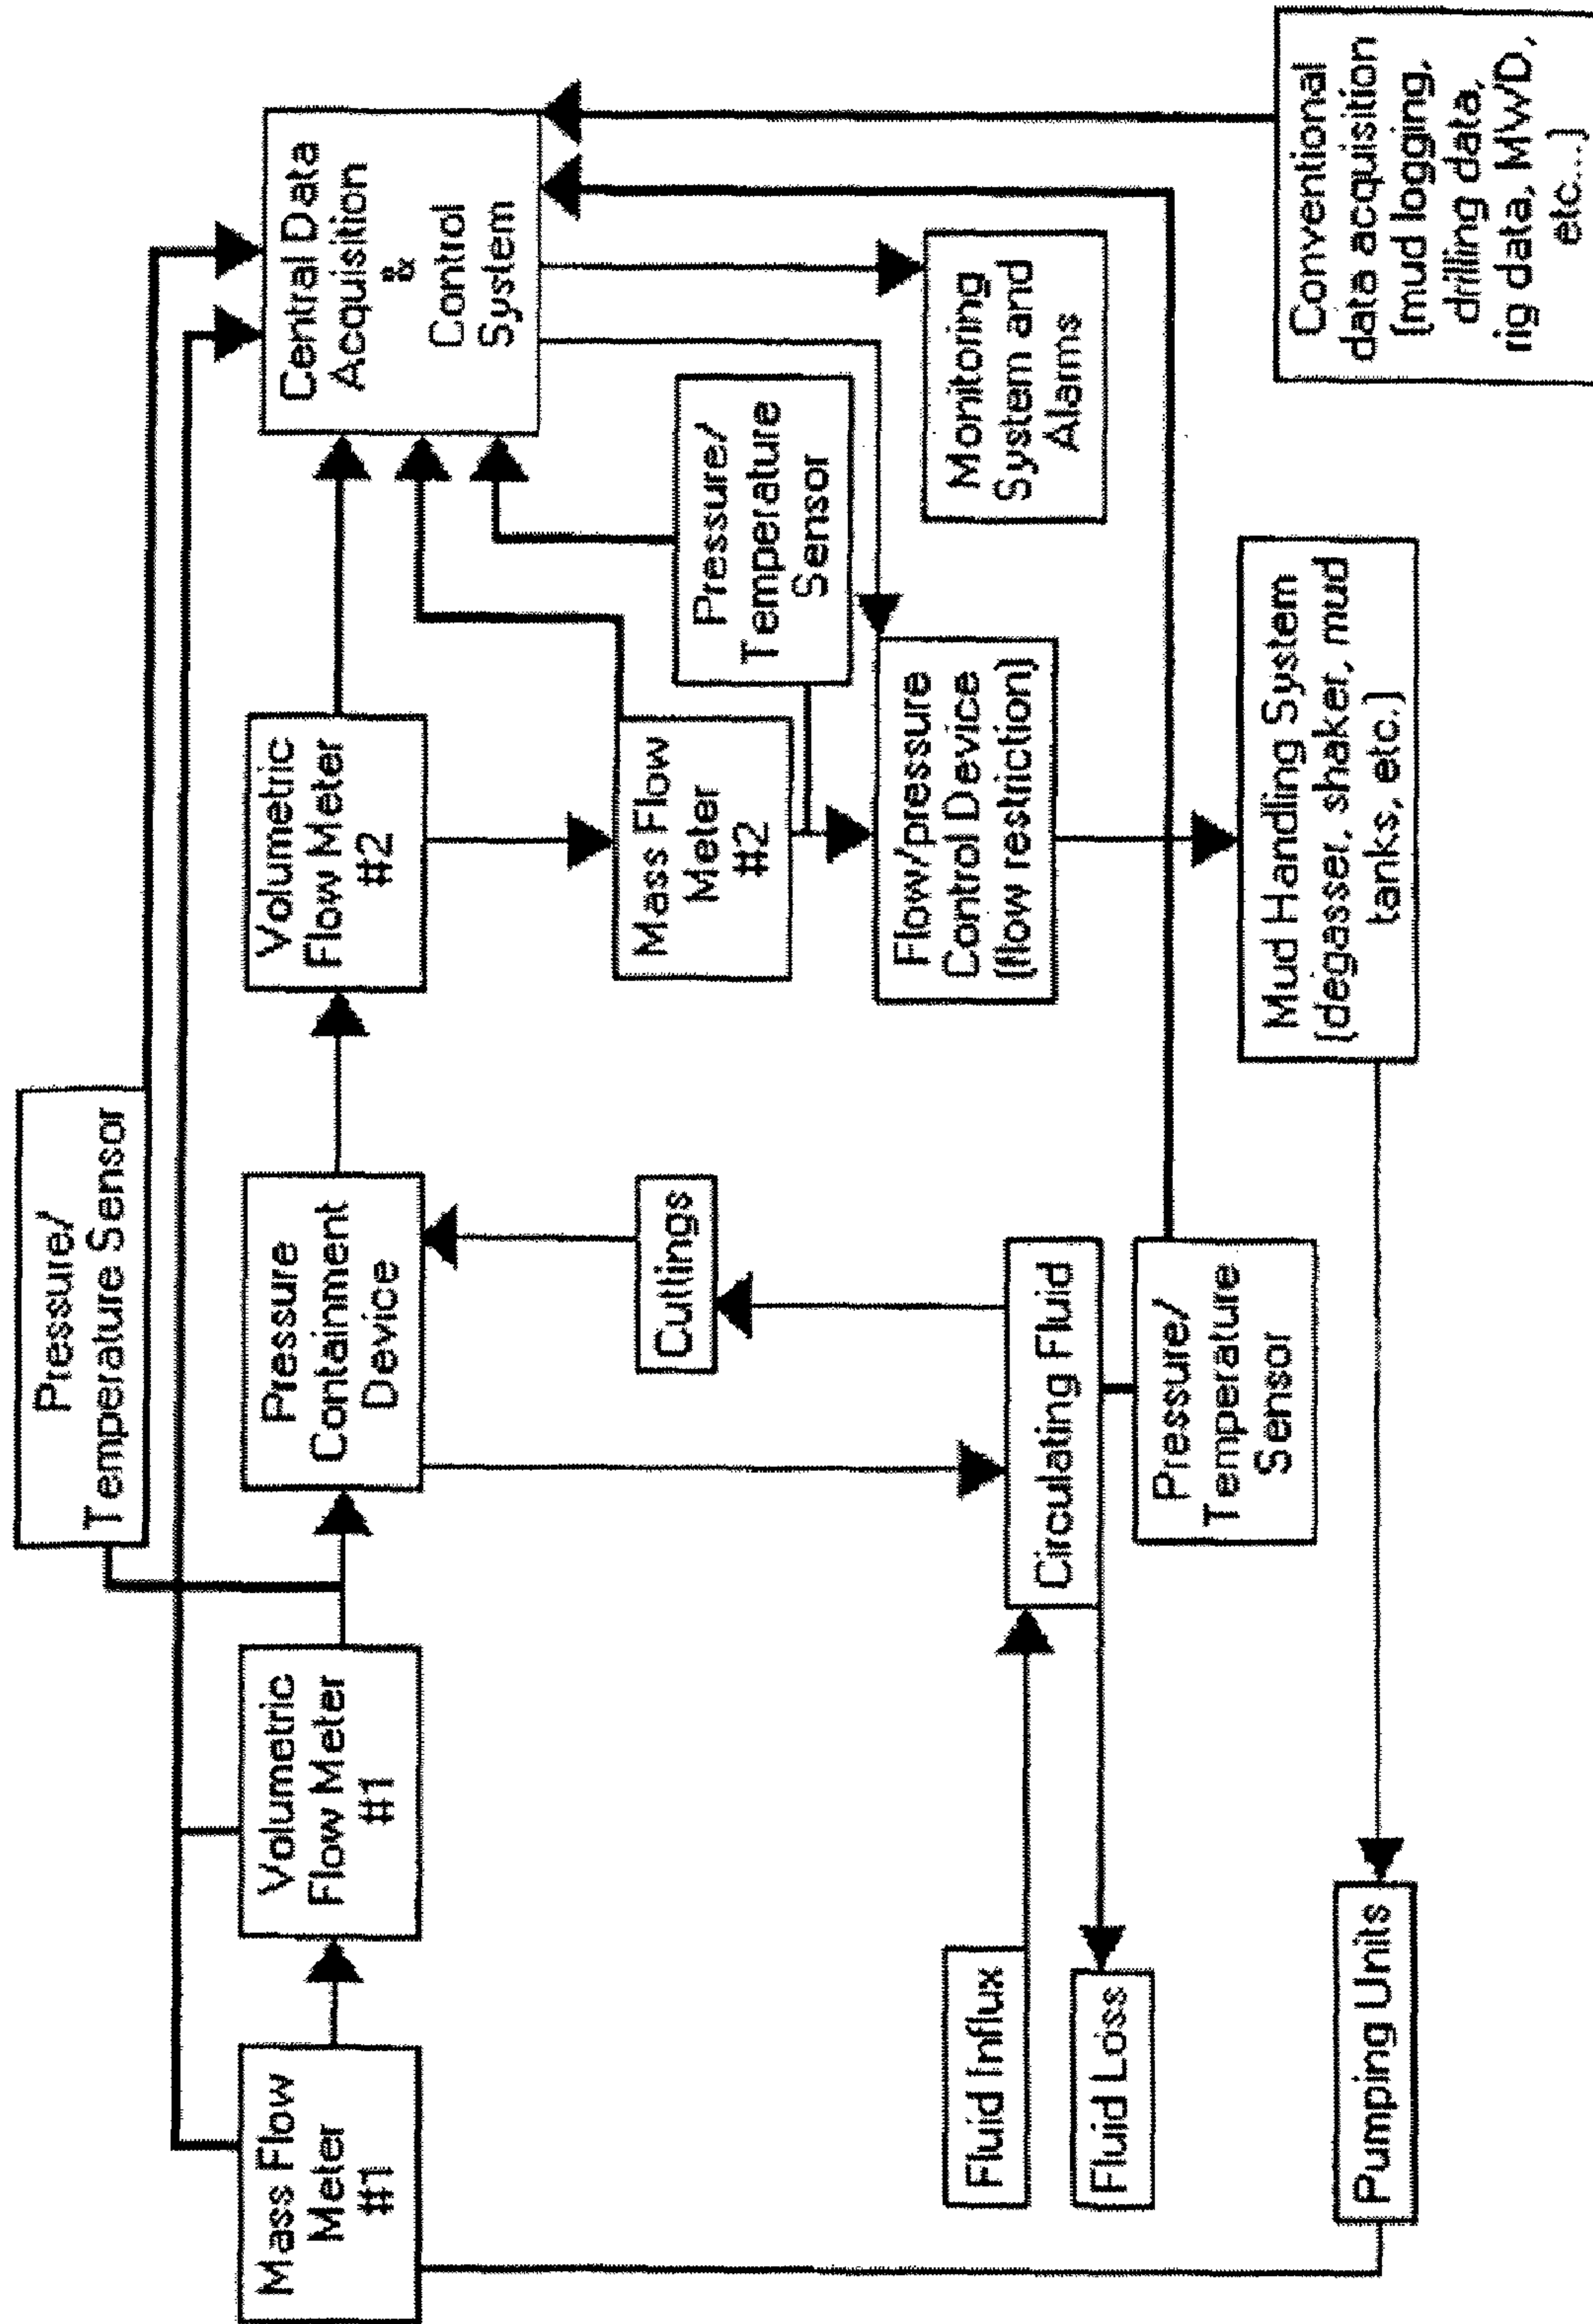 Pressure/
Temperature Sensor
Mass Flow
Meter
#1
Volumetric
Flow Meter
#1
Pressure
Containment
Device
Volumetric
Flow Meter
#2
Central Data
Acquisition
&
Control
System
Cuttings
Mass Flow
Meter
#2
Pressure/
Temperature
Sensor
Fluid Influx
Circulating Fluid
Flow/pressure
Control Device
(flow restriction)
Monitoring
System and
Alarms
Fluid Loss
Pressure/
Temperature
Sensor
Pumping Units
Mud Handling System
(degasser, shaker, mud
tanks, etc.)
Conventional
data acquisition
(mud logging,
drilling data,
rig data, MWD,
etc...)